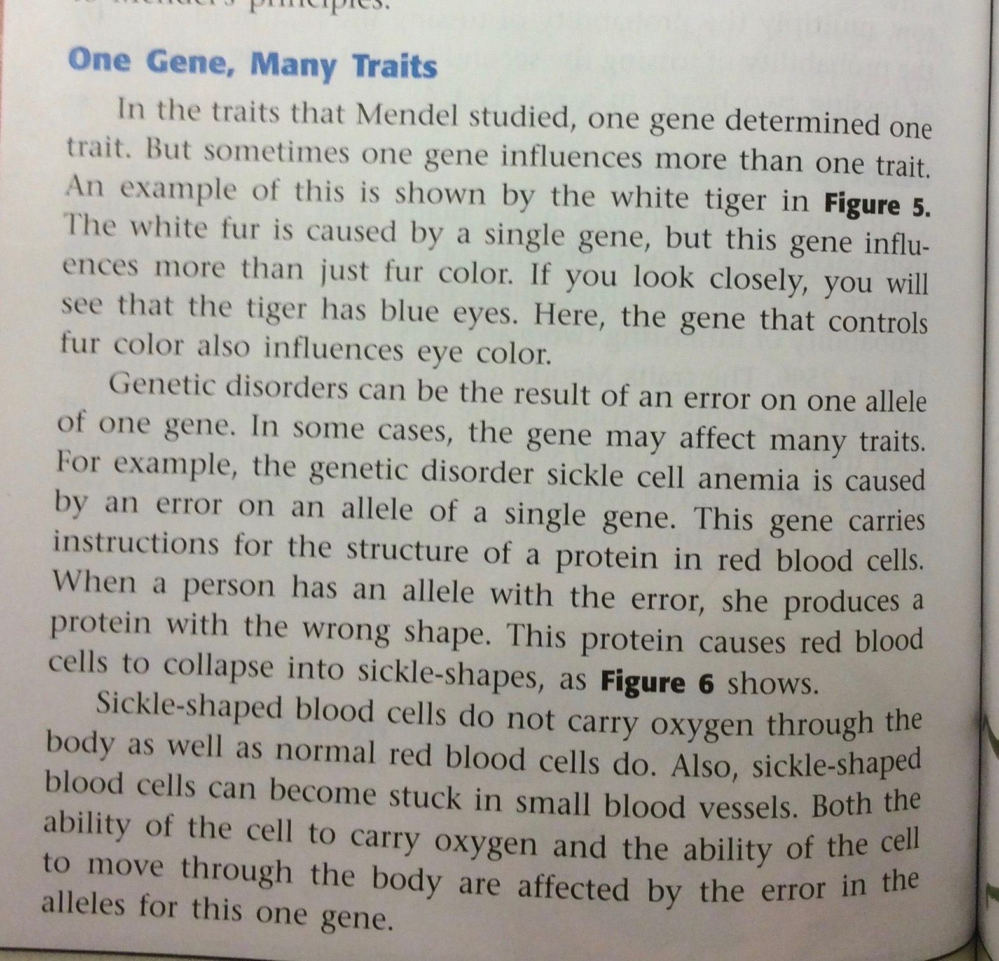 to Mendel's principles.
One Gene, Many Traits
In the traits that Mendel studied, one gene determined one
trait. But sometimes one gene influences more than one trait.
An example of this is shown by the white tiger in Figure 5.
The white fur is caused by a single gene, but this gene influ-
ences more than just fur color. If you look closely, you will
see that the tiger has blue eyes. Here, the gene that controls
fur color also influences eye color.
Genetic disorders can be the result of an error on one allele
of one gene. In some cases, the gene may affect many traits.
For example, the genetic disorder sickle cell anemia is caused
by an error on an allele of a single gene. This gene carries
instructions for the structure of a protein in red blood cells.
When a person has an allele with the error, she produces a
protein with the wrong shape. This protein causes red blood
cells to collapse into sickle-shapes, as Figure 6 shows.
Sickle-shaped blood cells do not carry oxygen through the
body as well as normal red blood cells do. Also, sickle-shaped
blood cells can become stuck in small blood vessels. Both the
ability of the cell to carry oxygen and the ability of the cell
to move through the body are affected by the error in the
alleles for this one gene.